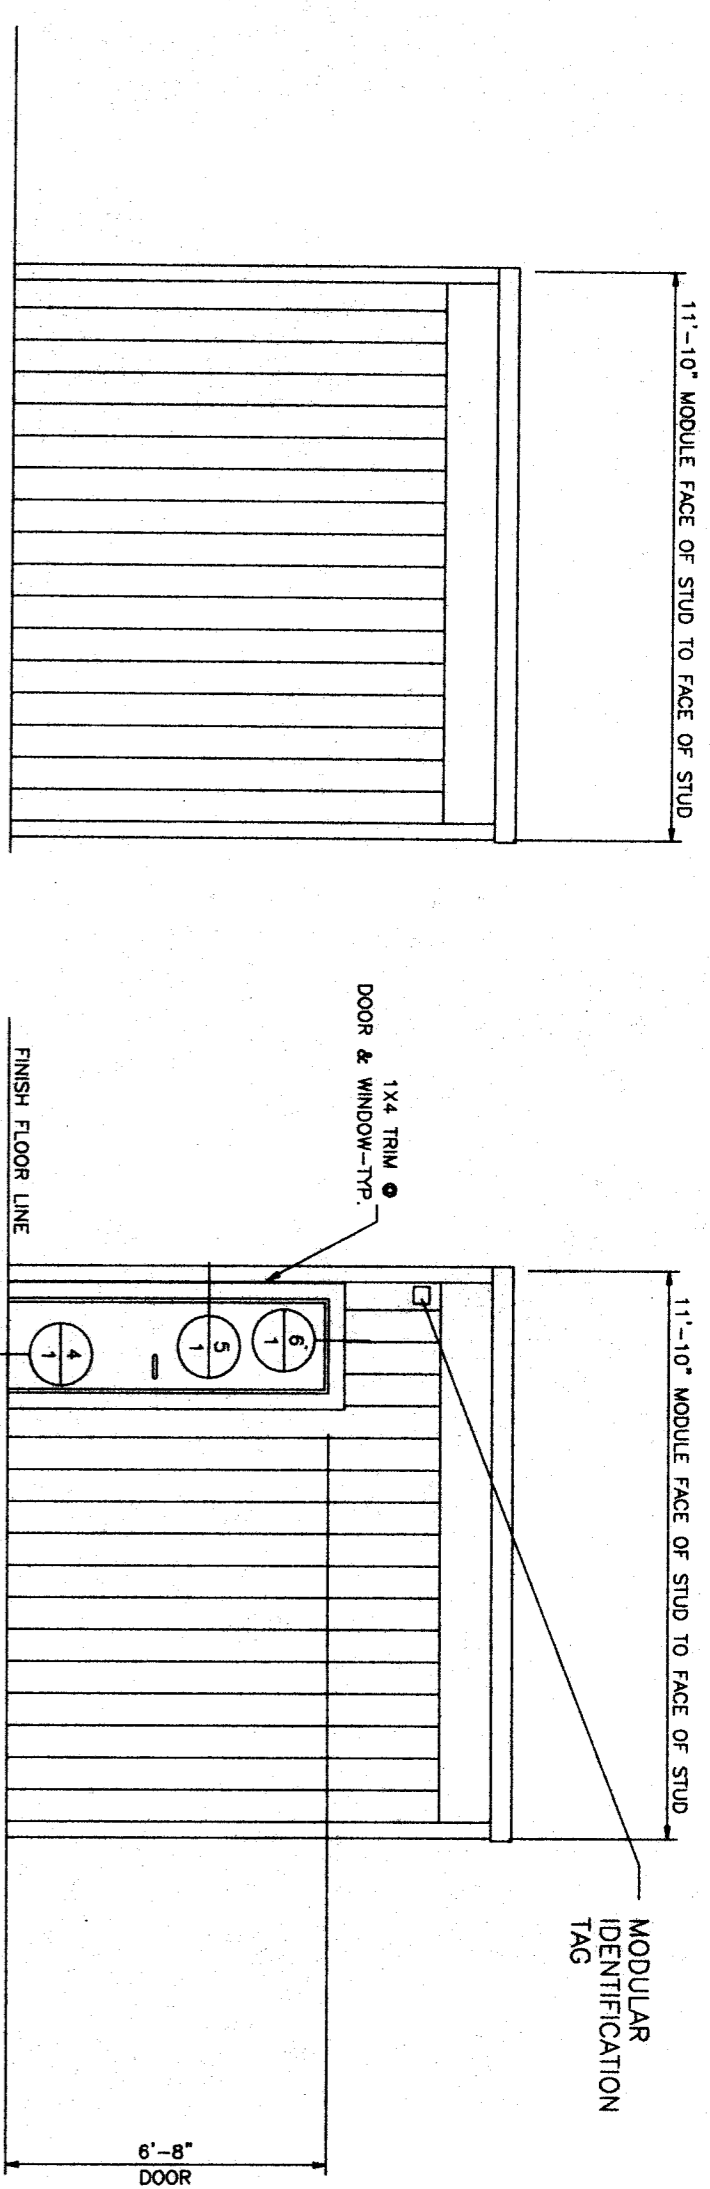 11'-10" MODULE FACE OF STUD TO FACE OF STUD
11'-10" MODULE FACE OF STUD TO FACE OF STUD
MODULAR
IDENTIFICATION
TAG
1X4 TRIM @
DOOR & WINDOW-TYP.
6
1
5
1
4
1
FINISH FLOOR LINE
6'-8"
DOOR